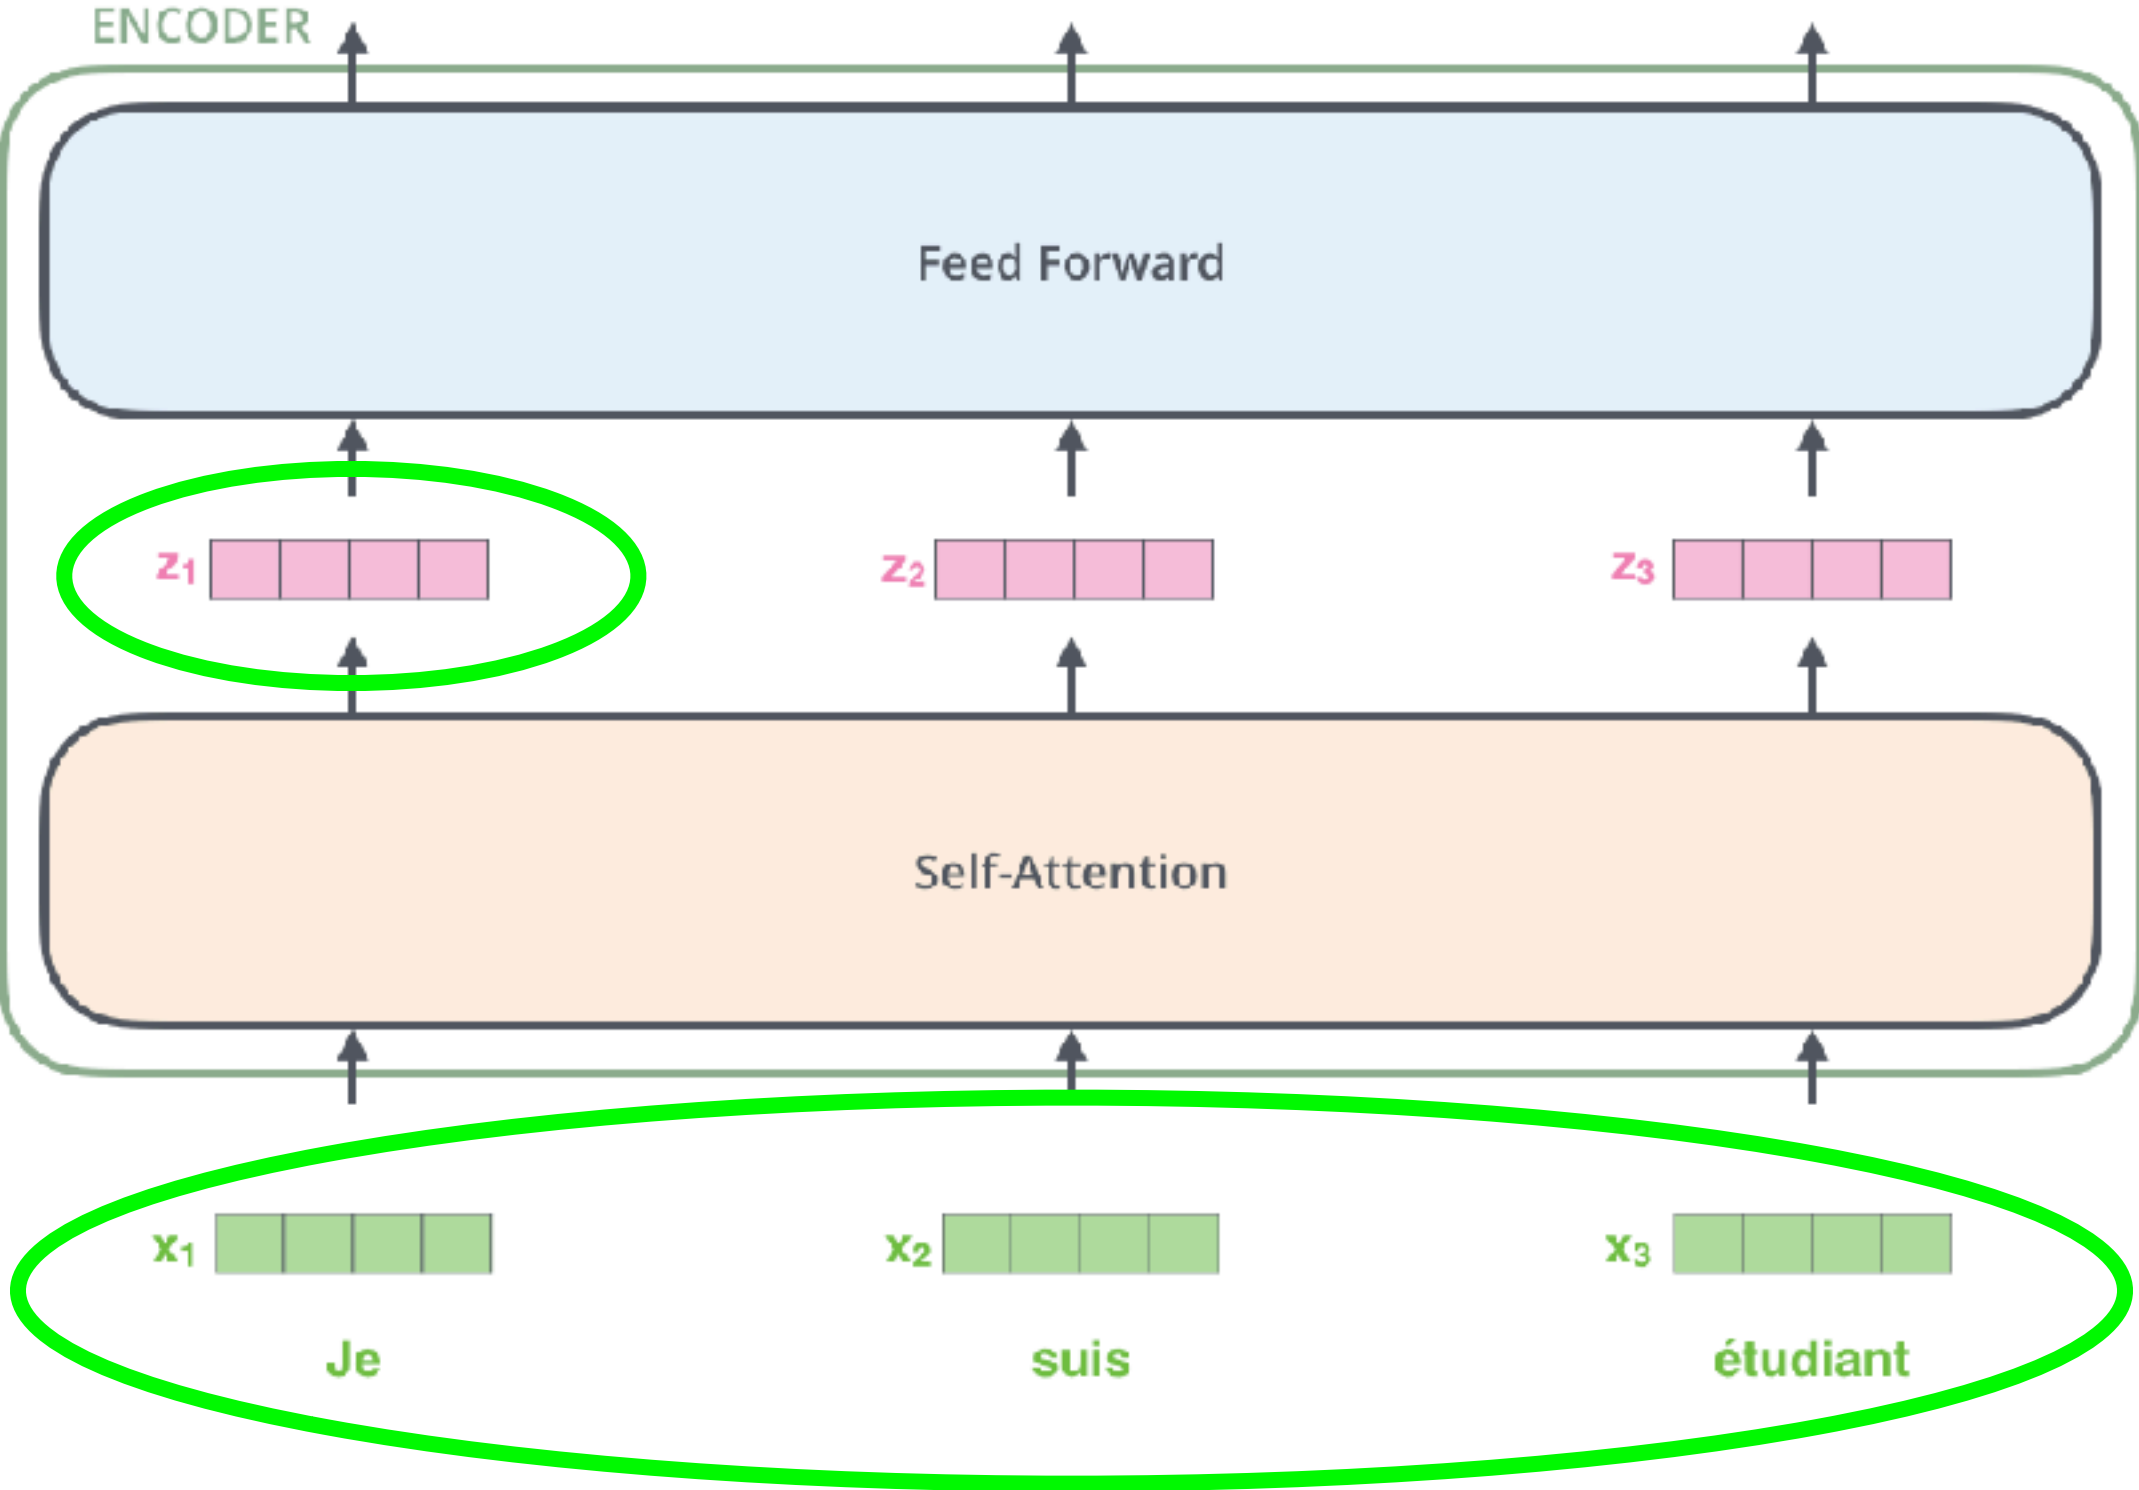 ENCODER
Feed Forward
z₁ z₂ z₃
Self-Attention
x₁ x₂ x₃
Je suis étudiant